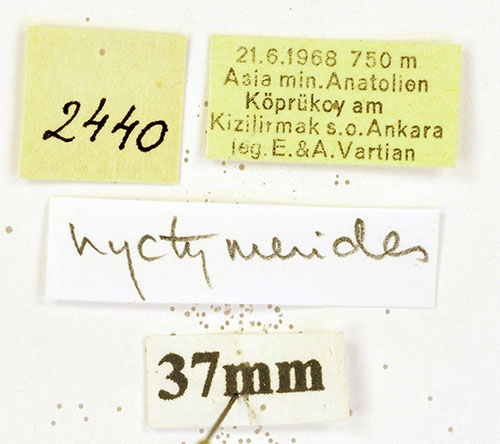 2440
21.6.1968 750 m
Asia min. Anatolien
Köprükoy am
Kizilirmak s.o. Ankara
leg. E.&A. Vartian
nyctymerides
37mm